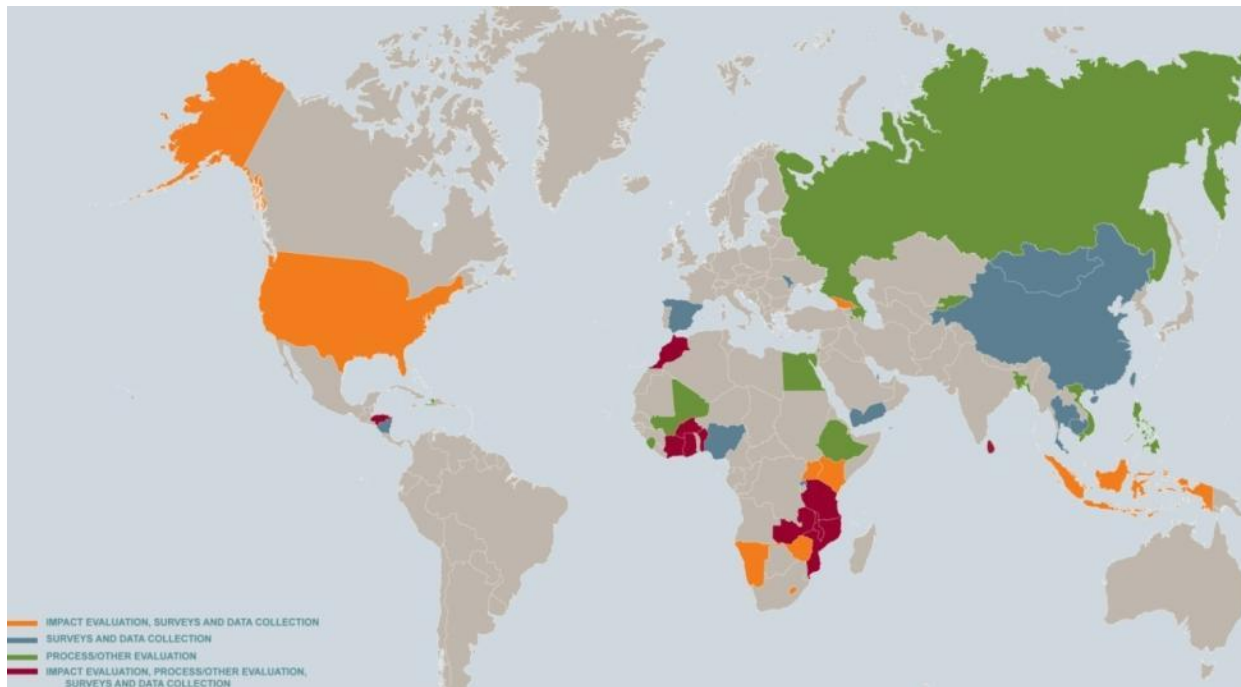 IMPACT EVALUATION, SURVEYS AND DATA COLLECTION
SURVEYS AND DATA COLLECTION
PROCESS/OTHER EVALUATION
IMPACT EVALUATION, PROCESS/OTHER EVALUATION,
SURVEYS AND DATA COLLECTION